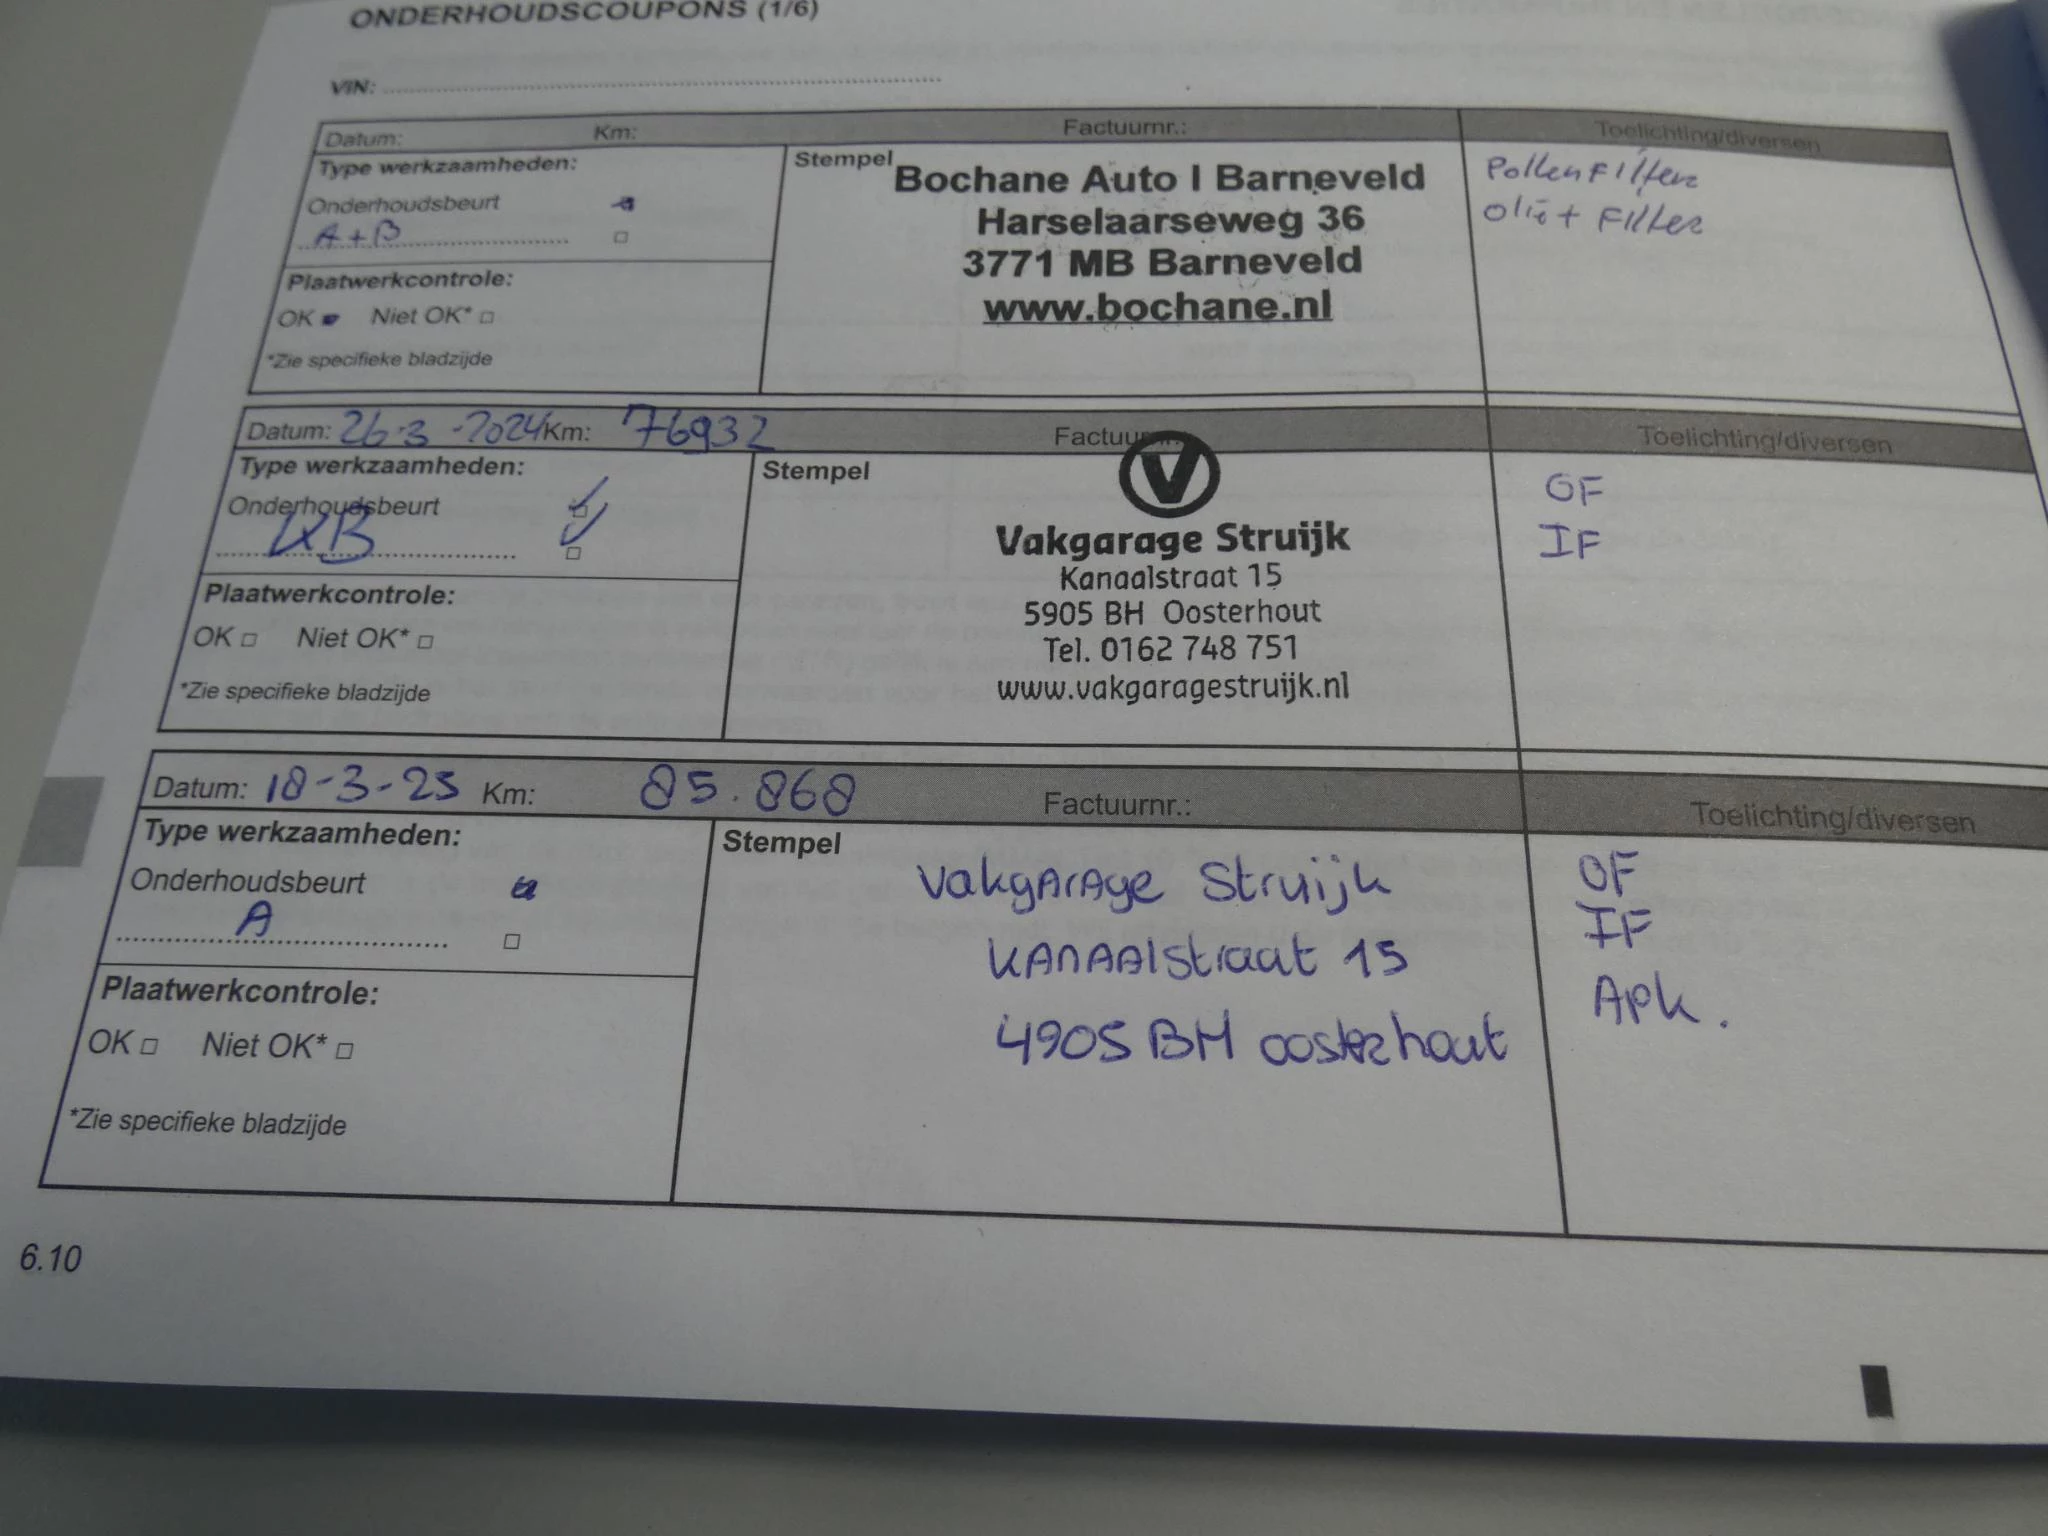 ONDERHOUDSCOUPONS (1/6)
VIN:
Datum: Km: Factuurnr.: Toelichting/diversen
Type werkzaamheden:
Onderhoudsbeurt
A+B
Plaatwerkcontrole:
OK Niet OK*
*Zie specifieke bladzijde
Stempel
Bochane Auto I Barneveld
Harselaarseweg 36
3771 MB Barneveld
www.bochane.nl
Pollenfilter
olie + Filter
Datum: 26-3-2024 Km: 76932 Factuurnr.: Toelichting/diversen
Type werkzaamheden:
Onderhoudsbeurt
Plaatwerkcontrole:
OK Niet OK*
*Zie specifieke bladzijde
Stempel
V
Vakgarage Struijk
Kanaalstraat 15
5905 BH Oosterhout
Tel. 0162 748 751
www.vakgaragestruijk.nl
OF
IF
Datum: 18-3-25 Km: 85.868 Factuurnr.: Toelichting/diversen
Type werkzaamheden:
Onderhoudsbeurt
A
Plaatwerkcontrole:
OK Niet OK*
*Zie specifieke bladzijde
Stempel
VakgArAge Struijk
KANAAlstraat 15
4905 BH oosterhout
OF
IF
Apk.
6.10